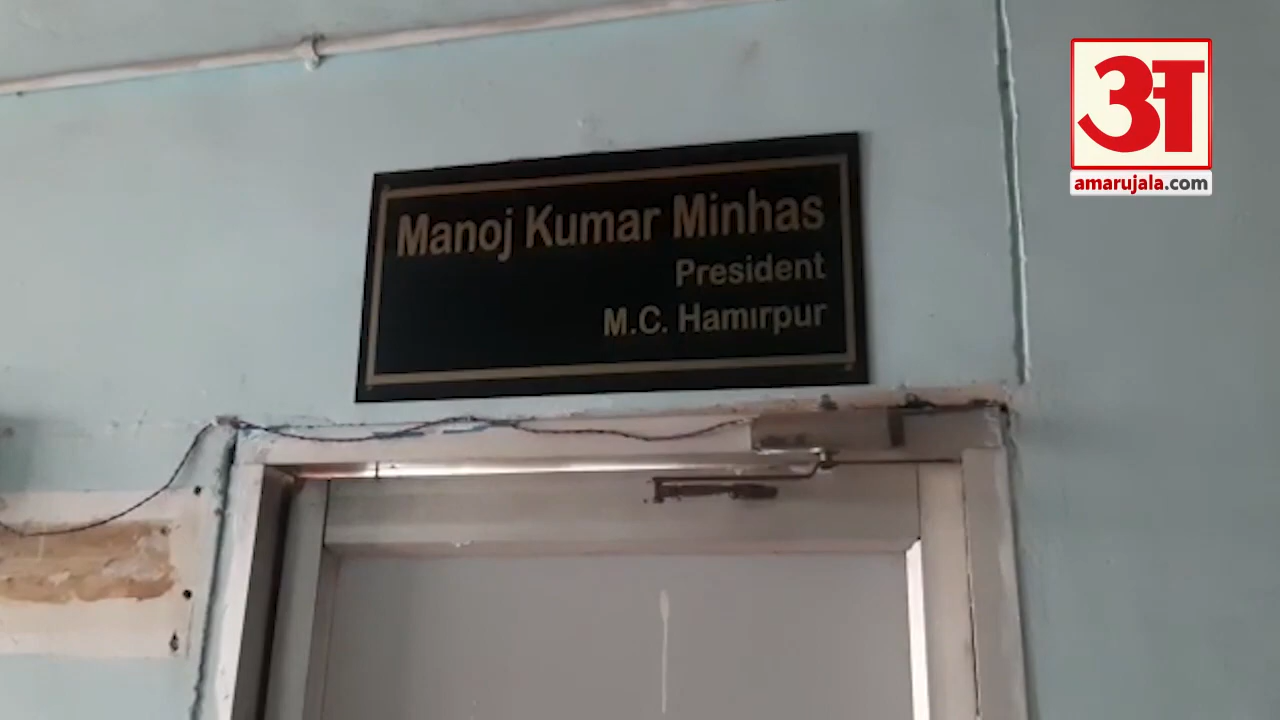 Manoj Kumar Minhas
President
M.C. Hamirpur
अ
amarujala.com